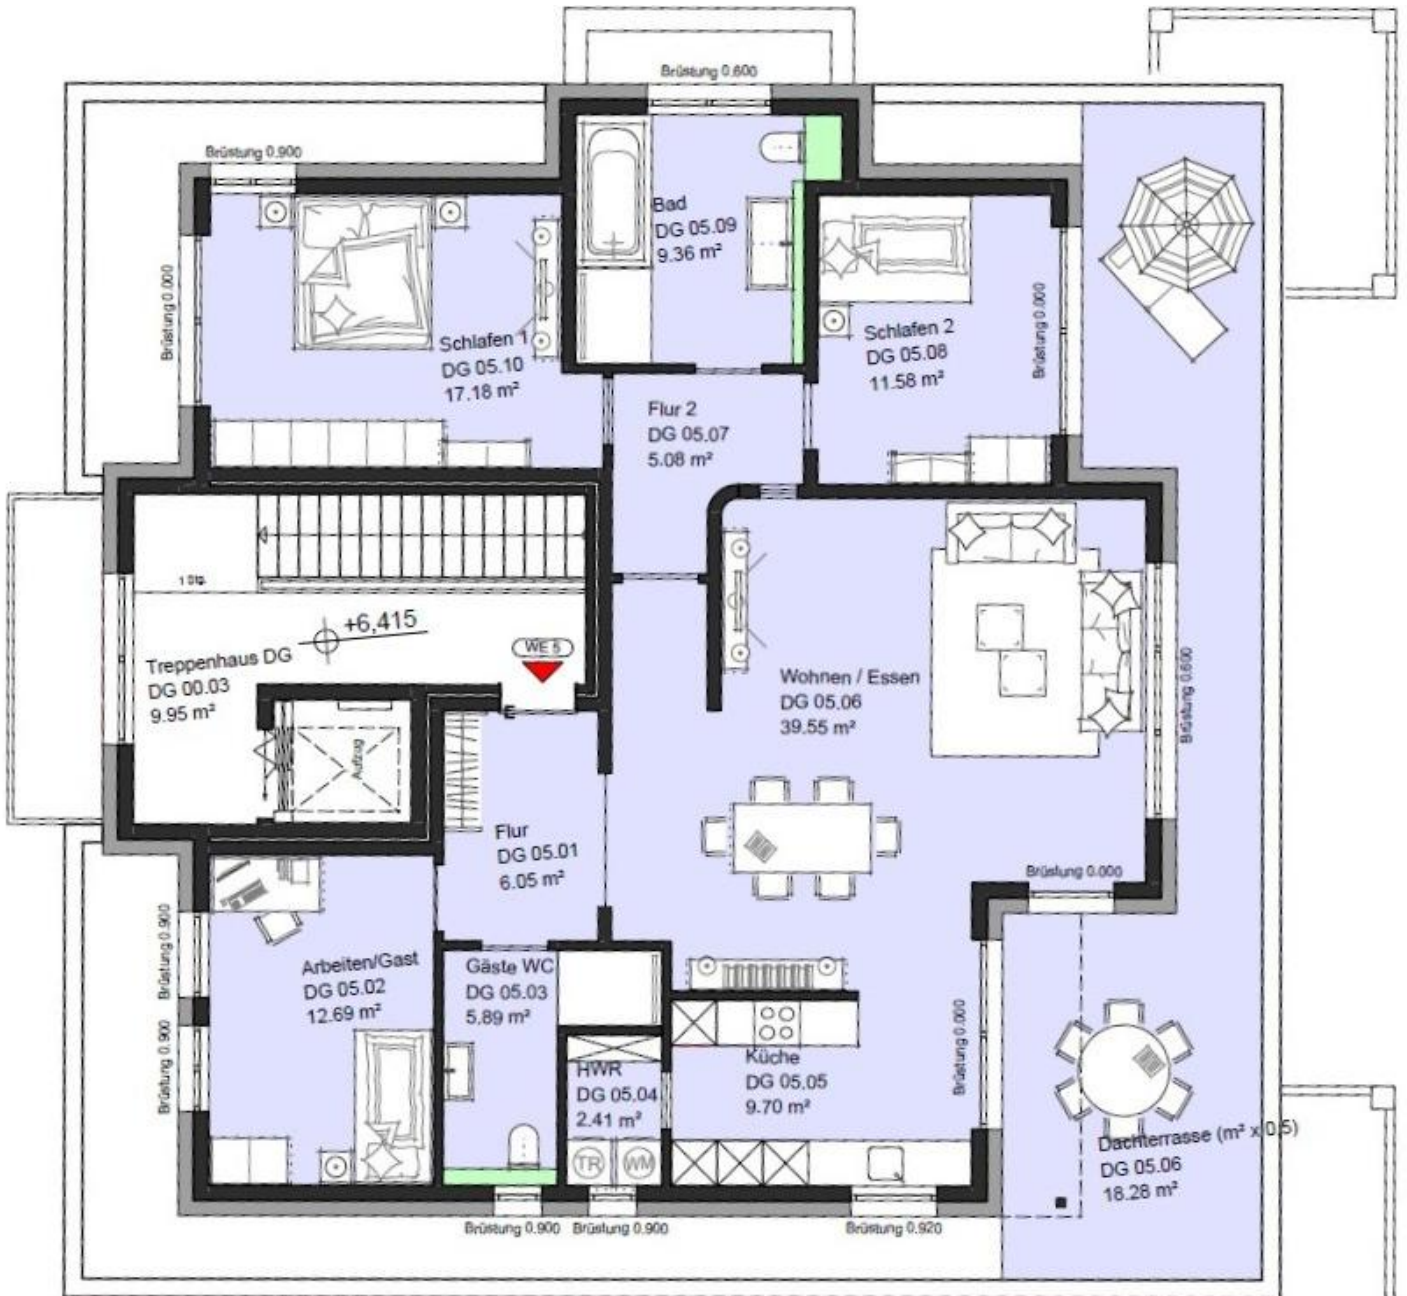 Brüstung 0.600
Brüstung 0.900
Bad
DG 05.09
9.36 m²
Brüstung 0.000
Schlafen 1
DG 05.10
17.18 m²
Schlafen 2
DG 05.08
11.58 m²
Brüstung 0.000
Flur 2
DG 05.07
5.08 m²
1 Stg.
+6,415
WE 5
Treppenhaus DG
DG 00.03
9.95 m²
Aufzug
Wohnen / Essen
DG 05.06
39.55 m²
Brüstung 0.600
Flur
DG 05.01
6.05 m²
Brüstung 0.000
Brüstung 0.900
Arbeiten/Gast
DG 05.02
12.69 m²
Gäste WC
DG 05.03
5,89 m²
Brüstung 0.900
HWR
DG 05.04
2.41 m²
Küche
DG 05.05
9.70 m²
Brüstung 0.000
TR
WM
Dachterrasse (m² x 0,5)
DG 05.06
18.28 m²
Brüstung 0.900
Brüstung 0.900
Brüstung 0.920